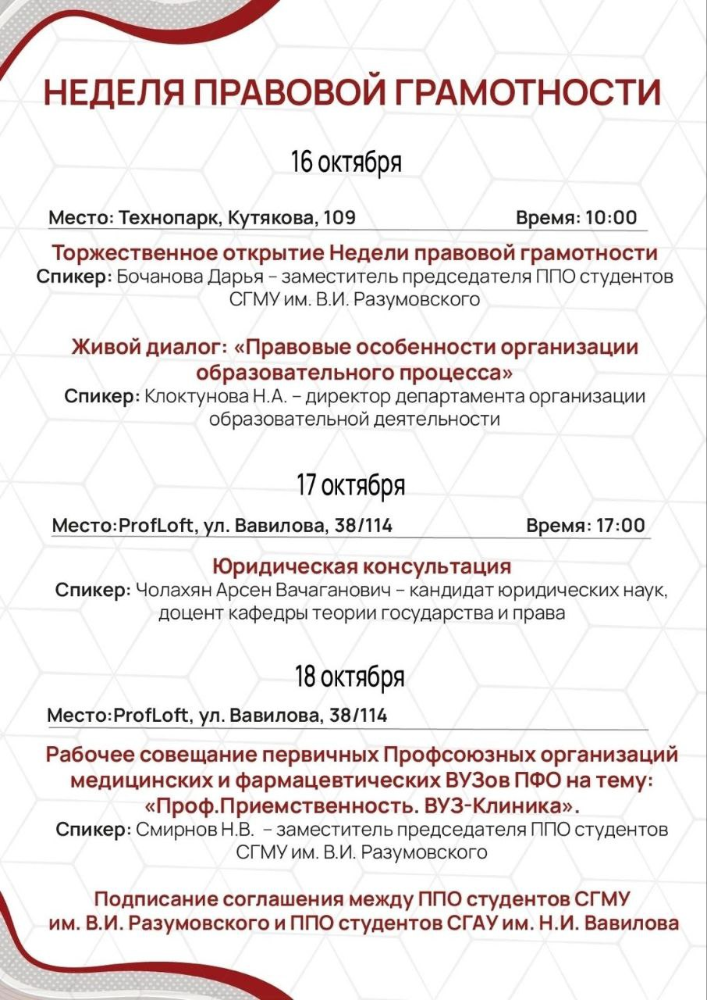 НЕДЕЛЯ ПРАВОВОЙ ГРАМОТНОСТИ
16 октября
Место: Технопарк, Кутякова, 109 Время: 10:00
Торжественное открытие Недели правовой грамотности
Спикер: Бочанова Дарья – заместитель председателя ППО студентов
СГМУ им. В.И. Разумовского
Живой диалог: «Правовые особенности организации
образовательного процесса»
Спикер: Клоктунова Н.А. – директор департамента организации
образовательной деятельности
17 октября
Место:ProfLoft, ул. Вавилова, 38/114 Время: 17:00
Юридическая консультация
Спикер: Чолахян Арсен Вачаганович – кандидат юридических наук,
доцент кафедры теории государства и права
18 октября
Место:ProfLoft, ул. Вавилова, 38/114
Рабочее совещание первичных Профсоюзных организаций
медицинских и фармацевтических ВУЗов ПФО на тему:
«Проф.Приемственность. ВУЗ-Клиника».
Спикер: Смирнов Н.В. – заместитель председателя ППО студентов
СГМУ им. В.И. Разумовского
Подписание соглашения между ППО студентов СГМУ
им. В.И. Разумовского и ППО студентов СГАУ им. Н.И. Вавилова